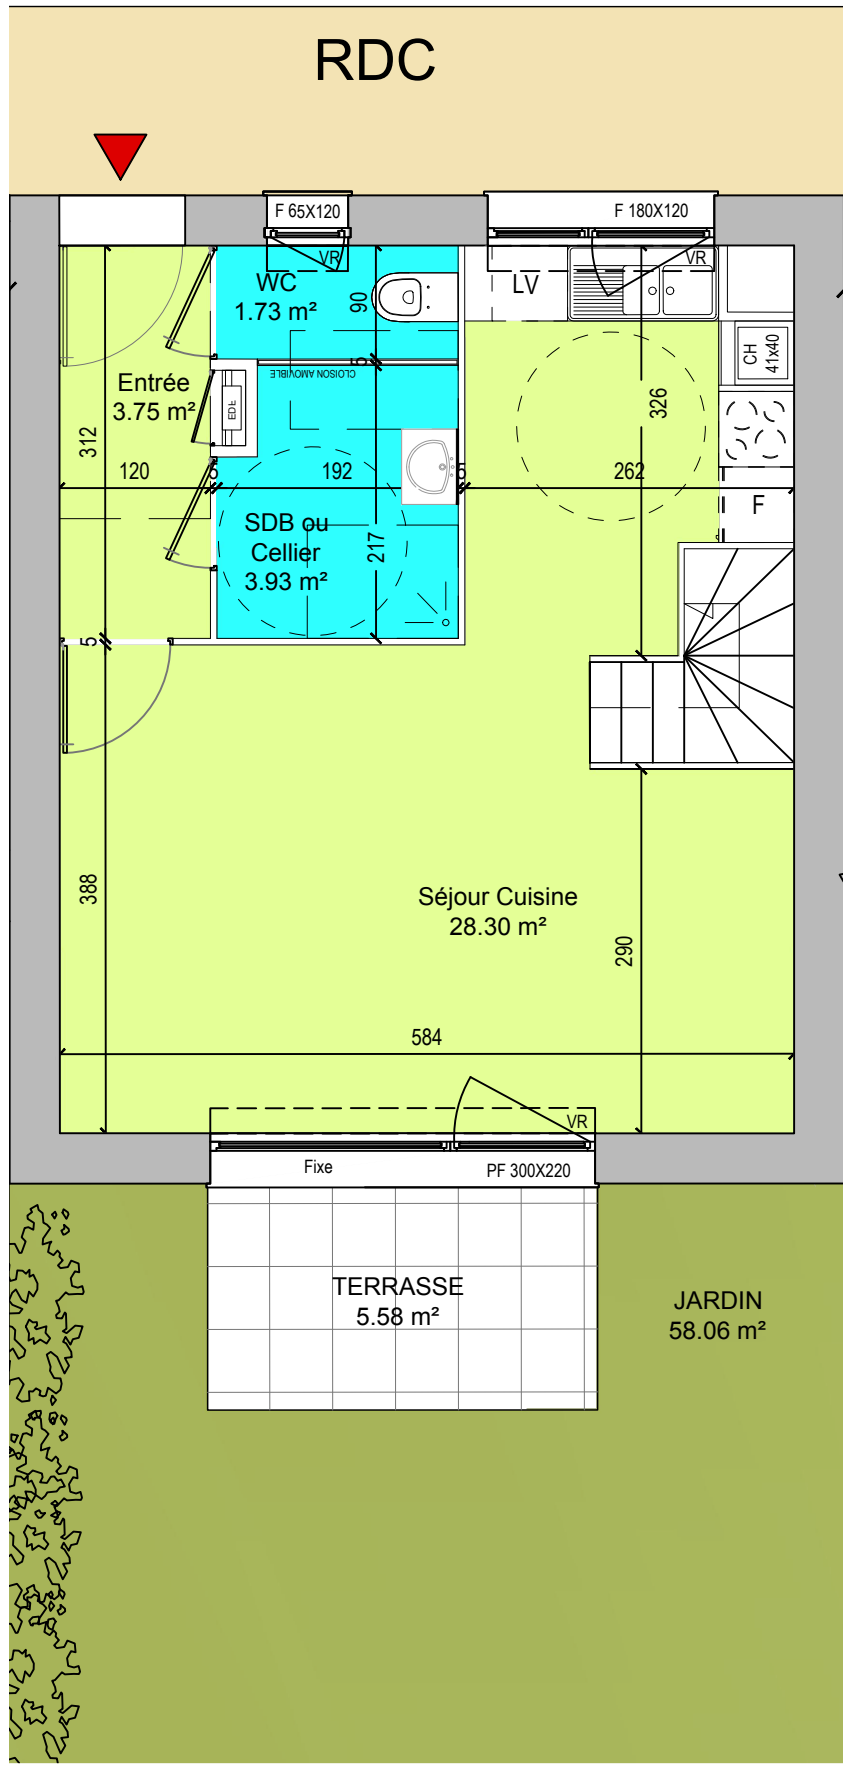 RDC
F 65X120
F 180X120
VR
VR
WC
1.73 m²
90
LV
CH
41x40
5
CLOISON AMOVIBLE
Entrée
3.75 m²
EDF
326
312
120
5
192
5
262
F
SDB ou
Cellier
3.93 m²
217
5
388
Séjour Cuisine
28.30 m²
290
584
VR
Fixe
PF 300X220
TERRASSE
5.58 m²
JARDIN
58.06 m²